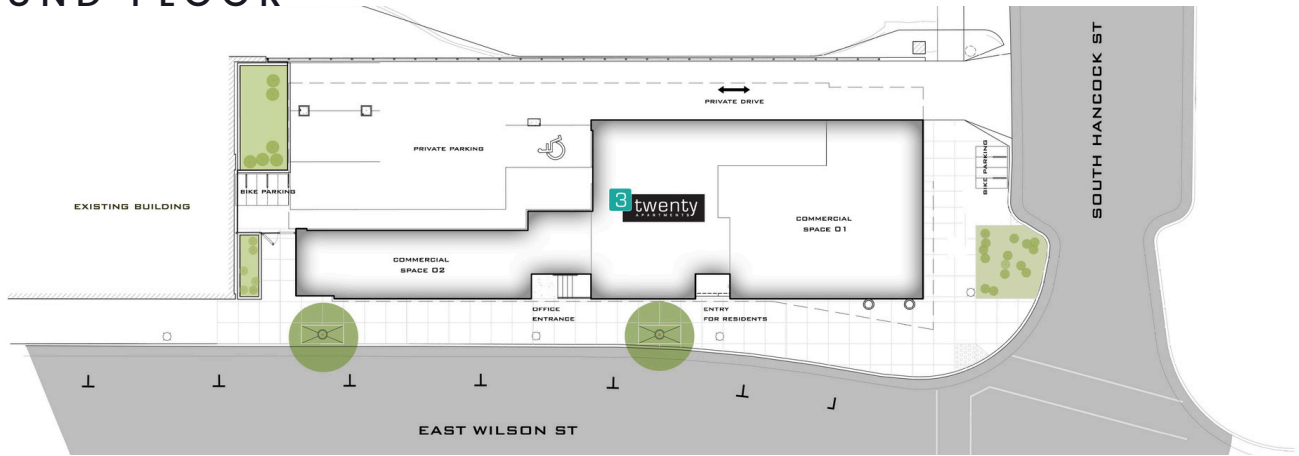 UND FLOOR
SOUTH HANCOCK ST
PRIVATE DRIVE
PRIVATE PARKING
BIKE PARKING
BIKE PARKING
EXISTING BUILDING
3 twenty
APARTMENTS
COMMERCIAL
SPACE 01
COMMERCIAL
SPACE 02
OFFICE
ENTRANCE
ENTRY
FOR RESIDENTS
EAST WILSON ST